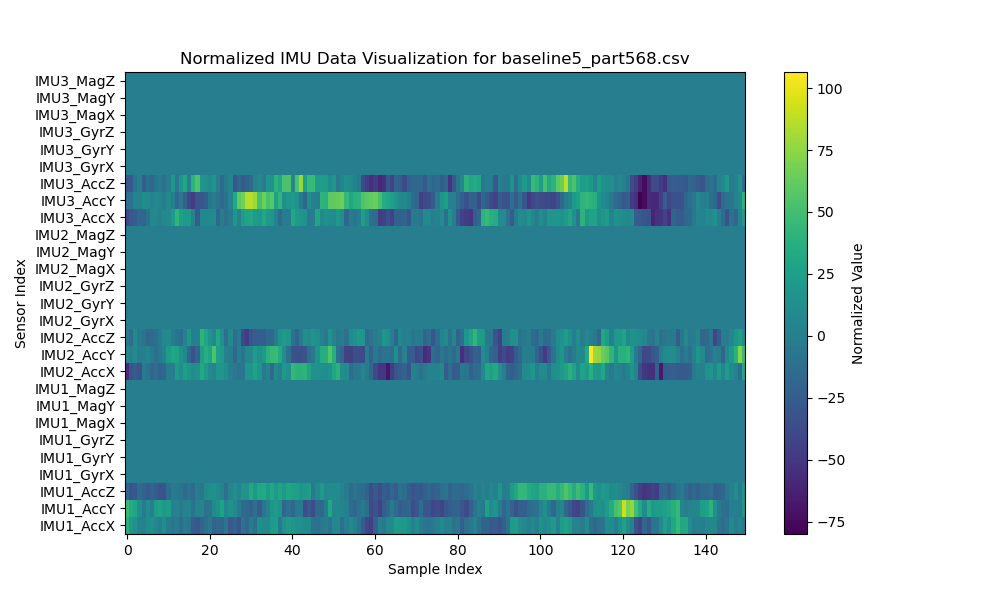 Normalized IMU Data Visualization for baseline5_part568.csv
IMU3_MagZ
IMU3_MagY
IMU3_MagX
IMU3_GyrZ
IMU3_GyrY
IMU3_GyrX
IMU3_AccZ
IMU3_AccY
IMU3_AccX
IMU2_MagZ
IMU2_MagY
IMU2_MagX
IMU2_GyrZ
IMU2_GyrY
IMU2_GyrX
IMU2_AccZ
IMU2_AccY
IMU2_AccX
IMU1_MagZ
IMU1_MagY
IMU1_MagX
IMU1_GyrZ
IMU1_GyrY
IMU1_GyrX
IMU1_AccZ
IMU1_AccY
IMU1_AccX
Sensor Index
0 20 40 60 80 100 120 140
Sample Index
100
75
50
25
0
−25
−50
−75
Normalized Value